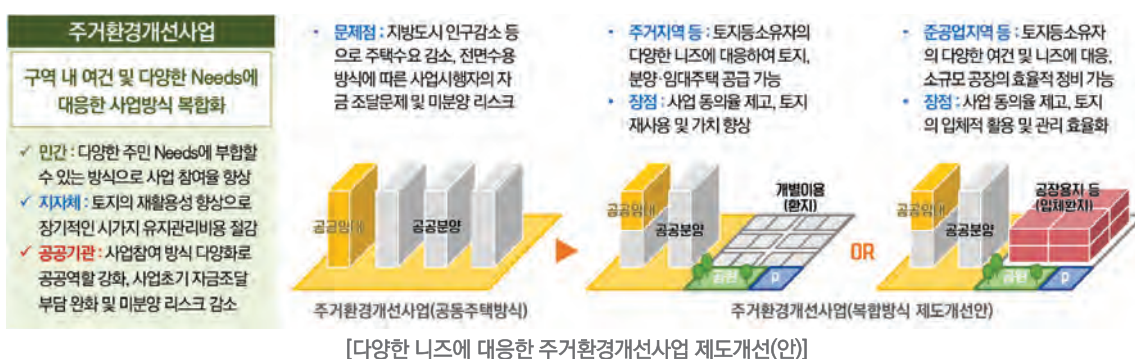 주거환경개선사업
구역 내 여건 및 다양한 Needs에
대응한 사업방식 복합화
✓ 민간 : 다양한 주민 Needs에 부합할
수 있는 방식으로 사업 참여율 향상
✓ 지자체 : 토지의 재활용성 향상으로
장기적인 시가지 유지관리비용 절감
✓ 공공기관 : 사업참여 방식 다양화로
공공역할 강화, 사업초기 자금조달
부담 완화 및 미분양 리스크 감소
• 문제점 : 지방도시 인구감소 등
으로 주택수요 감소, 전면수용
방식에 따른 사업시행자의 자
금 조달문제 및 미분양 리스크
공공임대
공공분양
주거환경개선사업(공동주택방식)
• 주거지역 등 : 토지등소유자의
다양한 니즈에 대응하여 토지,
분양·임대주택 공급 가능
• 장점 : 사업 동의율 제고, 토지
재사용 및 가치 향상
공공임대
공공분양
개별이용
(환지)
공원
P
OR
• 준공업지역 등 : 토지등소유자
의 다양한 여건 및 니즈에 대응,
소규모 공장의 효율적 정비 가능
• 장점 : 사업 동의율 제고, 토지
의 입체적 활용 및 관리 효율화
공공임대
공공분양
공장용지 등
(입체환지)
공원
P
주거환경개선사업(복합방식 제도개선안)
[다양한 니즈에 대응한 주거환경개선사업 제도개선(안)]